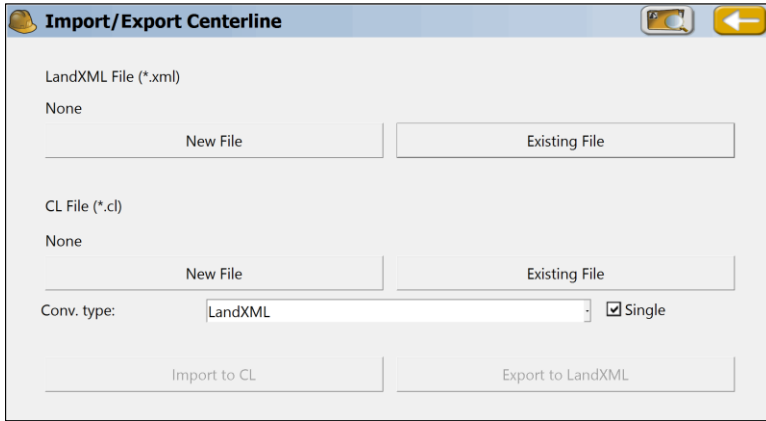 Import/Export Centerline
LandXML File (*.xml)
None
New File Existing File
CL File (*.cl)
None
New File Existing File
Conv. type: LandXML Single
Import to CL Export to LandXML